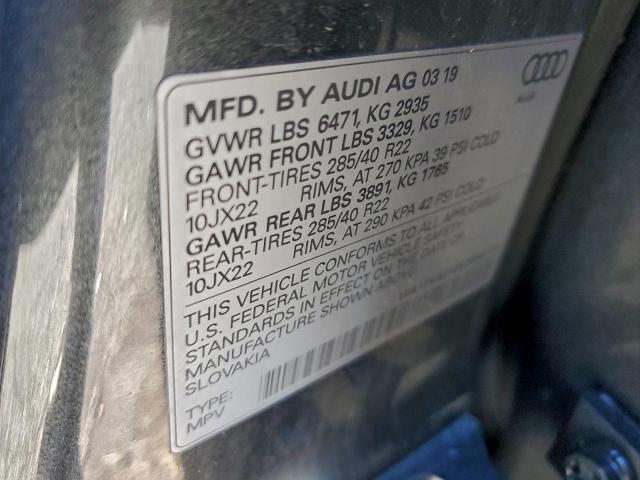 MFD. BY AUDI AG 03 19
GVWR LBS 6471, KG 2935
GAWR FRONT LBS 3329, KG 1510
FRONT-TIRES 285/40 R22
10JX22 RIMS, AT 270 KPA 39 PSI COLD
GAWR REAR LBS 3891, KG 1765
REAR-TIRES 285/40 R22
10JX22 RIMS, AT 290 KPA 42 PSI COLD
THIS VEHICLE CONFORMS TO ALL APPLICABLE
U.S. FEDERAL MOTOR VEHICLE SAFETY
STANDARDS IN EFFECT ON THE DATE OF
MANUFACTURE SHOWN ABOVE
SLOVAKIA
TYPE:
MPV
Audi